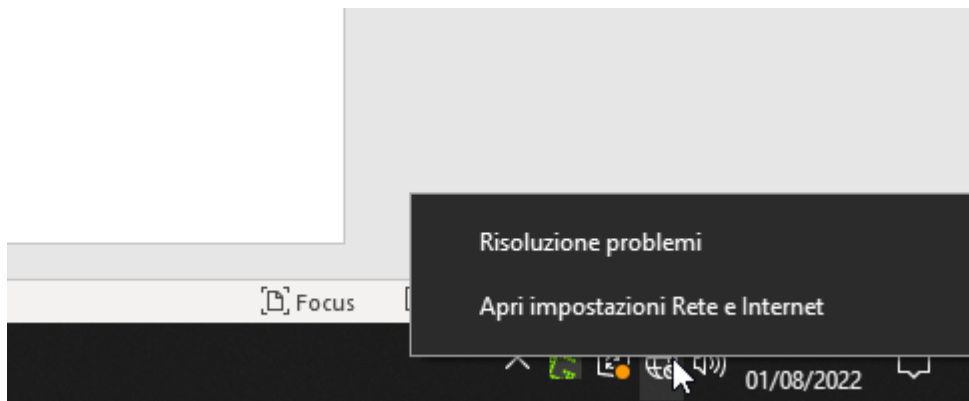 Risoluzione problemi
Focus
Apri impostazioni Rete e Internet
01/08/2022